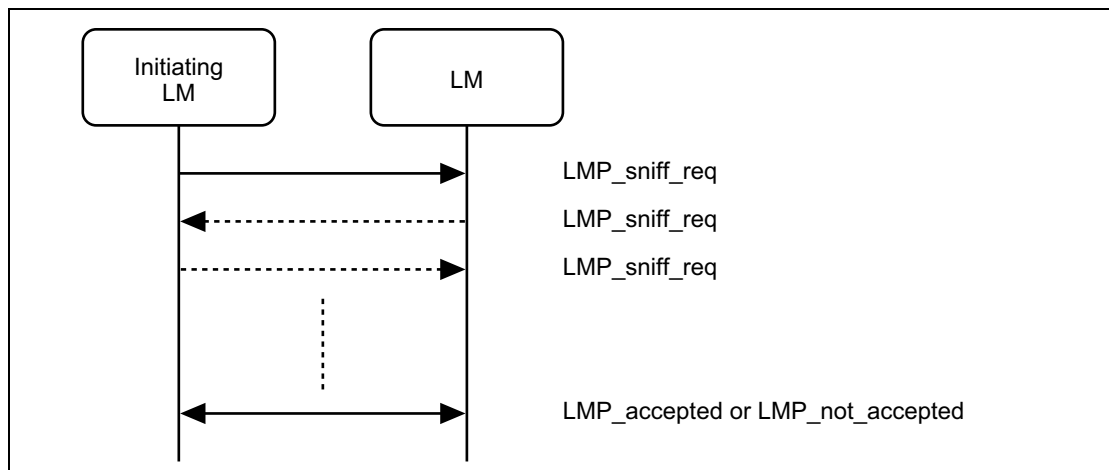 Initiating
LM
LM
LMP_sniff_req
LMP_sniff_req
LMP_sniff_req
LMP_accepted or LMP_not_accepted